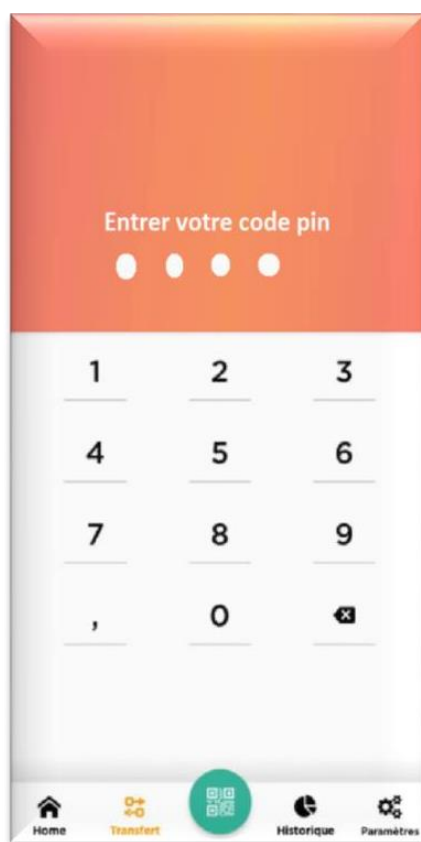 Entrer votre code pin
1 2 3
4 5 6
7 8 9
, 0
Home Transfert Historique Paramètres